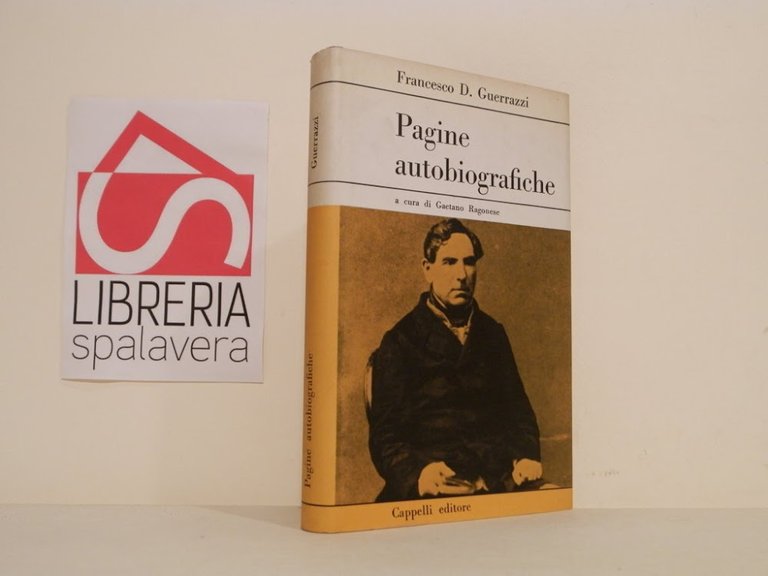 LIBRERIA
spalavera
Guerrazzi
Pagine autobiografiche
Francesco D. Guerrazzi
Pagine
autobiografiche
a cura di Gaetano Ragonese
Cappelli editore